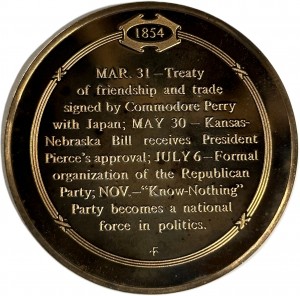 1854
MAR. 31—Treaty
of friendship and trade
signed by Commodore Perry
with Japan; MAY 30 – Kansas-
Nebraska Bill receives President
Pierce's approval; JULY 6—Formal
organization of the Republican
Party; NOV.—"Know-Nothing"
Party becomes a national
force in politics.
F